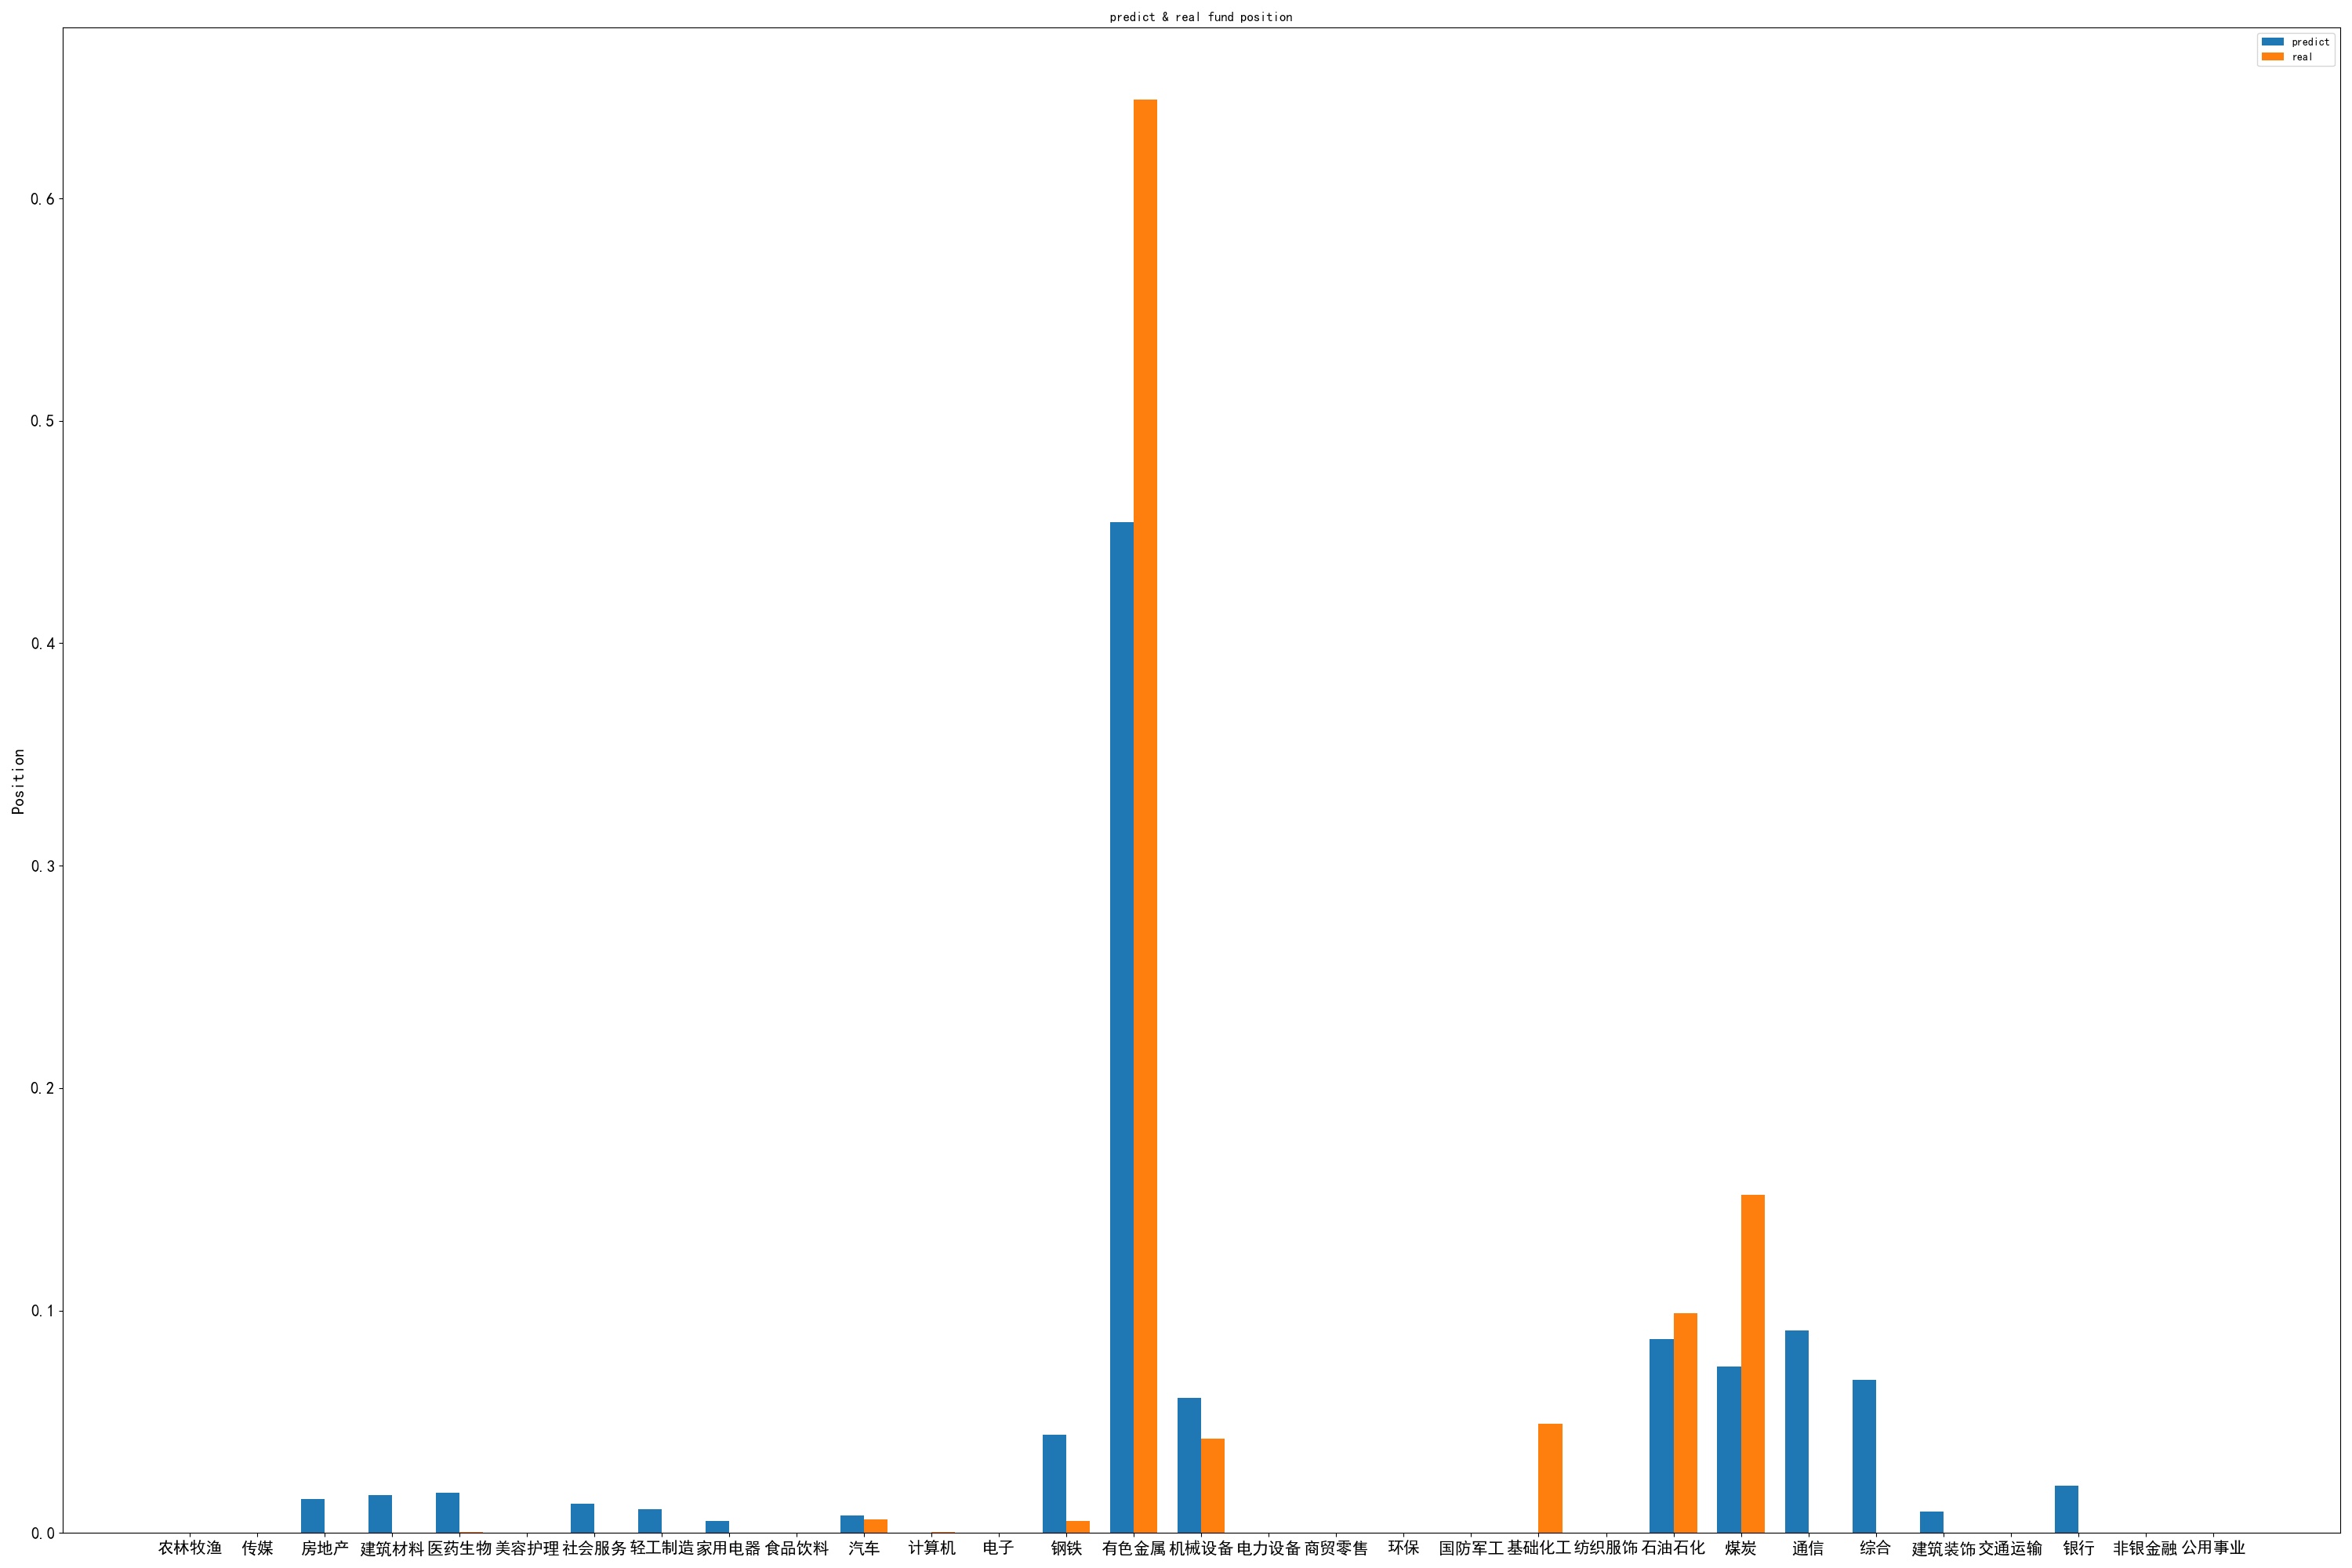 predict & real fund position
predict
real
0.6
0.5
0.4
0.3
0.2
0.1
0.0
Position
农林牧渔 传媒 房地产 建筑材料 医药生物 美容护理 社会服务 轻工制造 家用电器 食品饮料 汽车 计算机 电子 钢铁 有色金属 机械设备 电力设备 商贸零售 环保 国防军工 基础化工 纺织服饰 石油石化 煤炭 通信 综合 建筑装饰 交通运输 银行 非银金融 公用事业